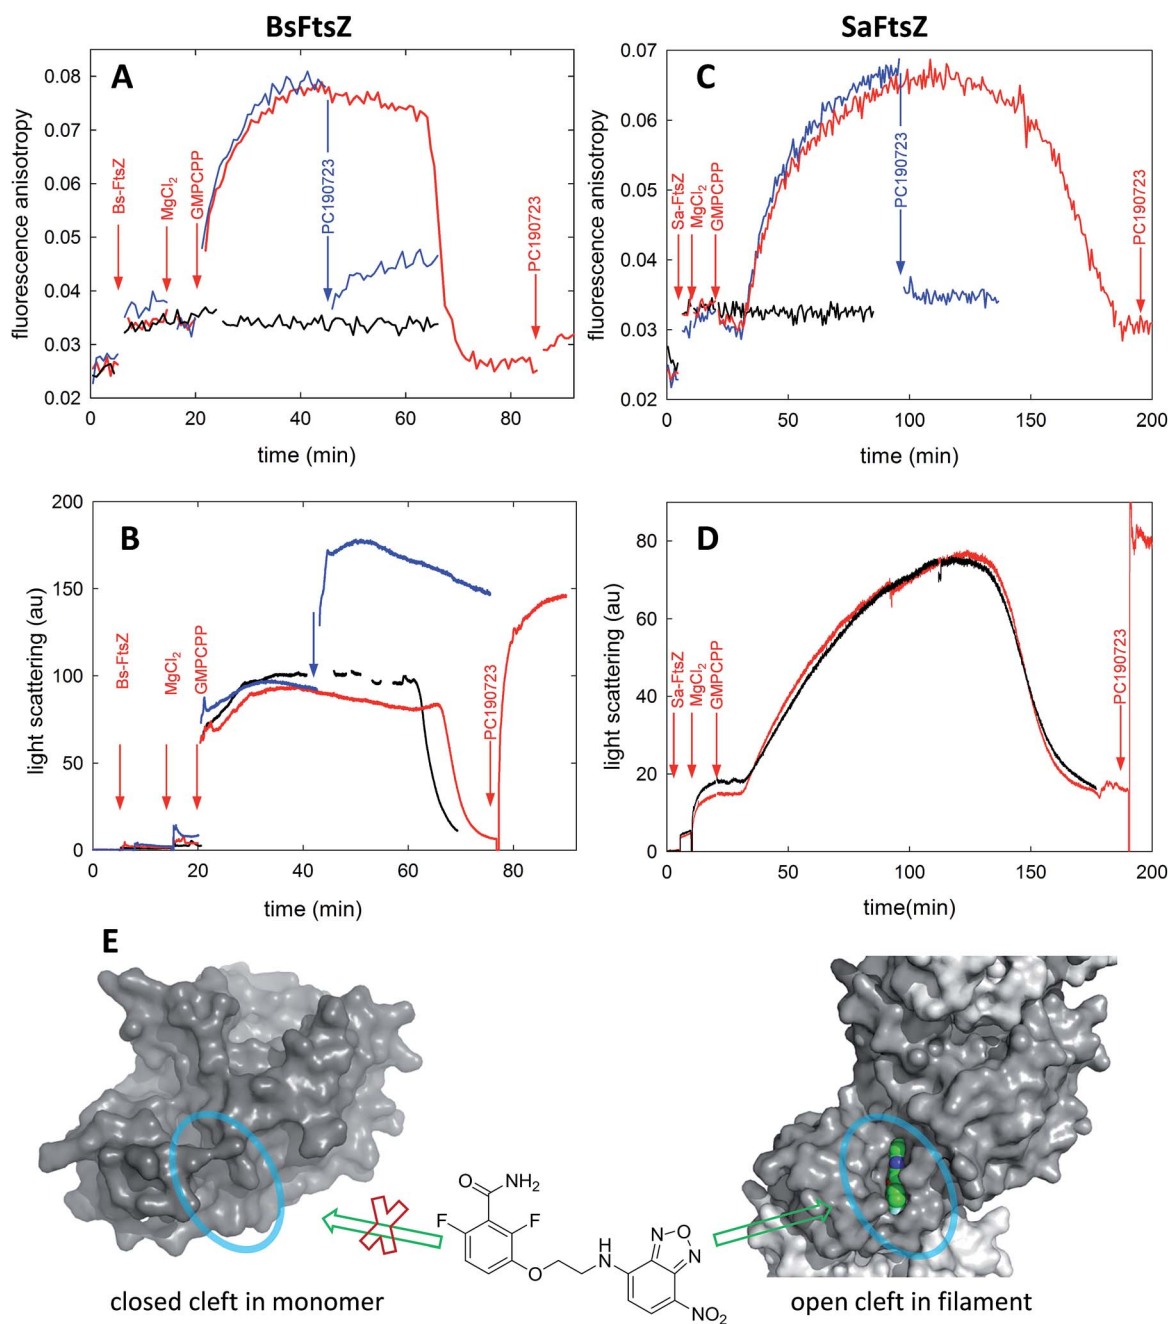 BsFtsZ
SaFtsZ
A
fluorescence anisotropy
0.08
0.07
0.06
0.05
0.04
0.03
0.02
Bs-FtsZ
MgCl₂
GMPCPP
PC190723
PC190723
0 20 40 60 80
time (min)
C
fluorescence anisotropy
0.07
0.06
0.05
0.04
0.03
0.02
Sa-FtsZ
MgCl₂
GMPCPP
PC190723
PC190723
0 50 100 150 200
time (min)
B
light scattering (au)
200
150
100
50
0
Bs-FtsZ
MgCl₂
GMPCPP
PC190723
0 20 40 60 80
time (min)
D
light scattering (au)
80
60
40
20
0
Sa-FtsZ
MgCl₂
GMPCPP
PC190723
0 50 100 150 200
time(min)
E
O NH₂
F F
O
NH
N O N
NO₂
closed cleft in monomer
open cleft in filament